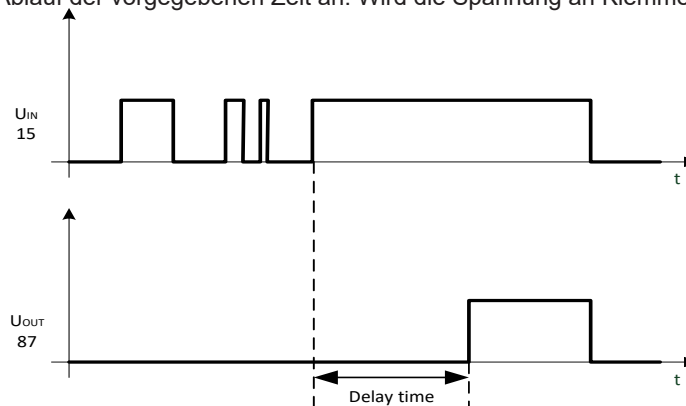 Ablauf der vorgegebenen Zeit an. Wird die Spannung an Klemme
UIN
15
t
UOUT
87
t
Delay time